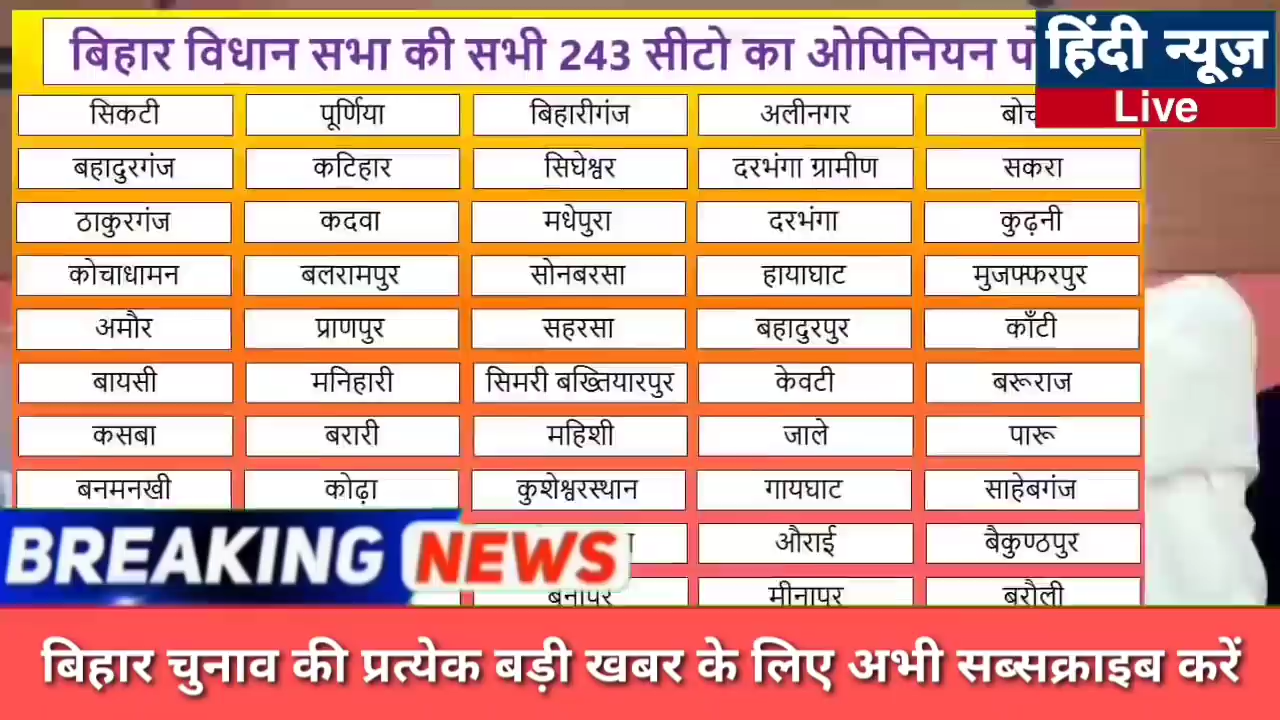 बिहार विधान सभा की सभी 243 सीटो का ओपिनियन
हिंदी न्यूज़
Live
सिकटी पूर्णिया बिहारीगंज अलीनगर
बहादुरगंज कटिहार सिघेश्वर दरभंगा ग्रामीण सकरा
ठाकुरगंज कदवा मधेपुरा दरभंगा कुढ़नी
कोचाधामन बलरामपुर सोनबरसा हायाघाट मुजफ्फरपुर
अमौर प्राणपुर सहरसा बहादुरपुर काँटी
बायसी मनिहारी सिमरी बख्तियारपुर केवटी बरूराज
कसबा बरारी महिशी जाले पारू
बनमनखी कोढ़ा कुशेश्वरस्थान गायघाट साहेबगंज
औराई बैकुण्ठपुर
मीनापुर बरौली
BREAKING NEWS
बिहार चुनाव की प्रत्येक बड़ी खबर के लिए अभी सब्सक्राइब करें